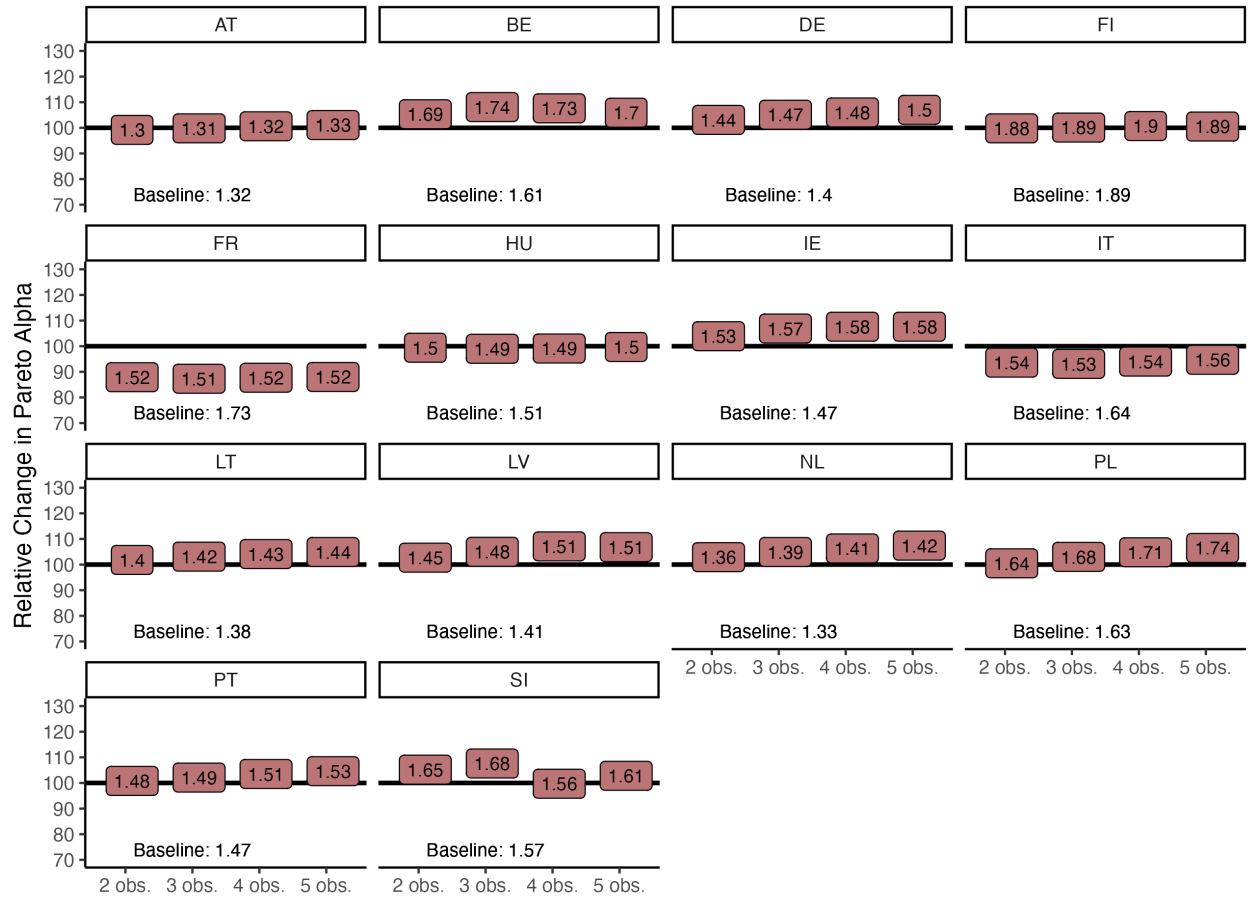 AT BE DE FI
130
120
110
100
90
80
70
1.3 1.31 1.32 1.33
1.69 1.74 1.73 1.7
1.44 1.47 1.48 1.5
1.88 1.89 1.9 1.89
Baseline: 1.32 Baseline: 1.61 Baseline: 1.4 Baseline: 1.89
FR HU IE IT
130
120
110
100
90
80
70
1.52 1.51 1.52 1.52
1.5 1.49 1.49 1.5
1.53 1.57 1.58 1.58
1.54 1.53 1.54 1.56
Baseline: 1.73 Baseline: 1.51 Baseline: 1.47 Baseline: 1.64
Relative Change in Pareto Alpha
LT LV NL PL
130
120
110
100
90
80
70
1.4 1.42 1.43 1.44
1.45 1.48 1.51 1.51
1.36 1.39 1.41 1.42
1.64 1.68 1.71 1.74
Baseline: 1.38 Baseline: 1.41 Baseline: 1.33 Baseline: 1.63
2 obs. 3 obs. 4 obs. 5 obs. 2 obs. 3 obs. 4 obs. 5 obs.
PT SI
130
120
110
100
90
80
70
1.48 1.49 1.51 1.53
1.65 1.68 1.56 1.61
Baseline: 1.47 Baseline: 1.57
2 obs. 3 obs. 4 obs. 5 obs. 2 obs. 3 obs. 4 obs. 5 obs.